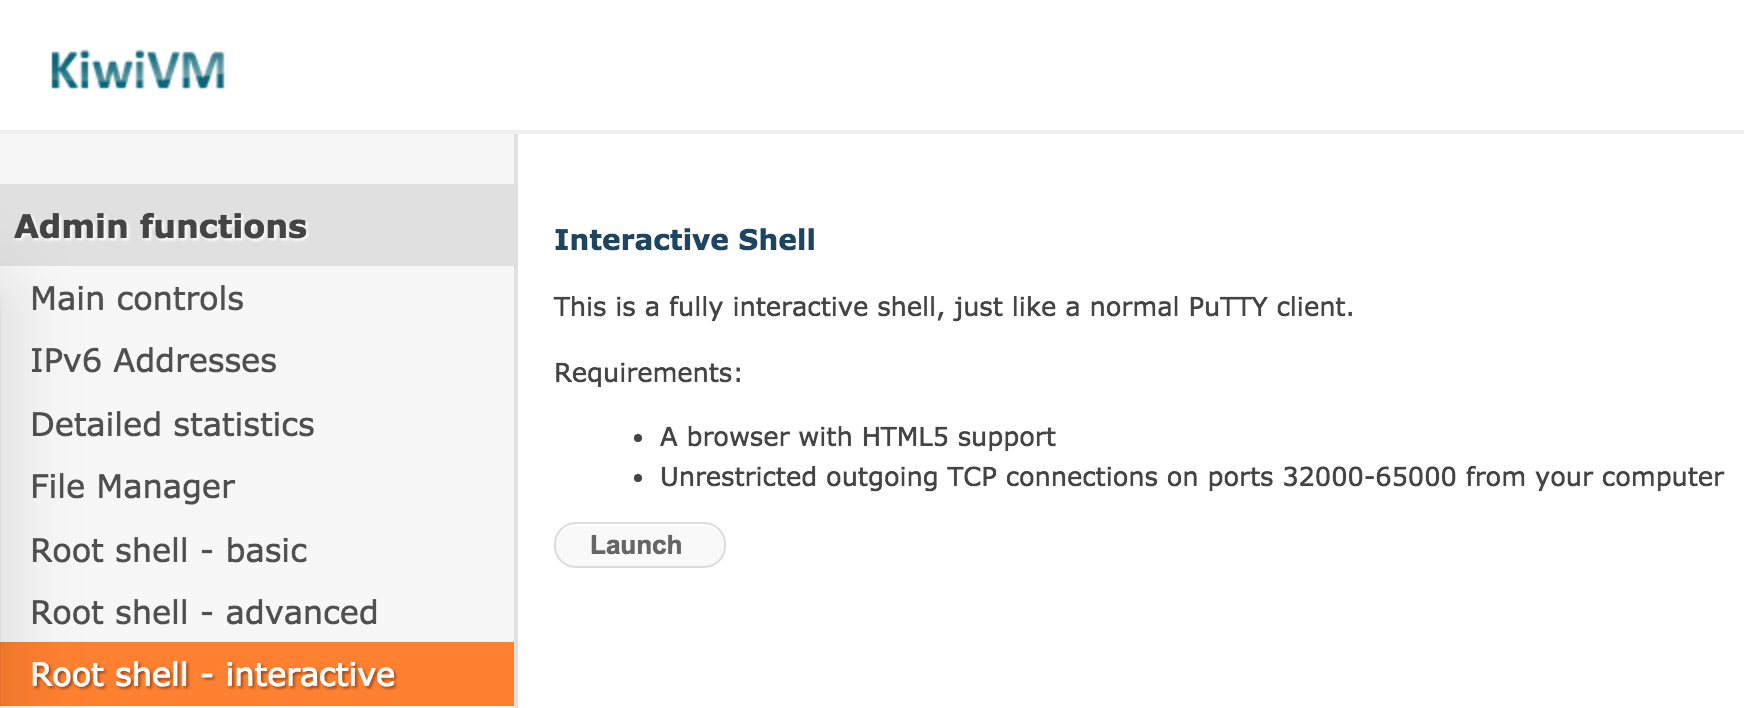 KiwiVM
Admin functions
Main controls
IPv6 Addresses
Detailed statistics
File Manager
Root shell - basic
Root shell - advanced
Root shell - interactive
Interactive Shell
This is a fully interactive shell, just like a normal PuTTY client.
Requirements:
• A browser with HTML5 support
• Unrestricted outgoing TCP connections on ports 32000-65000 from your computer
Launch